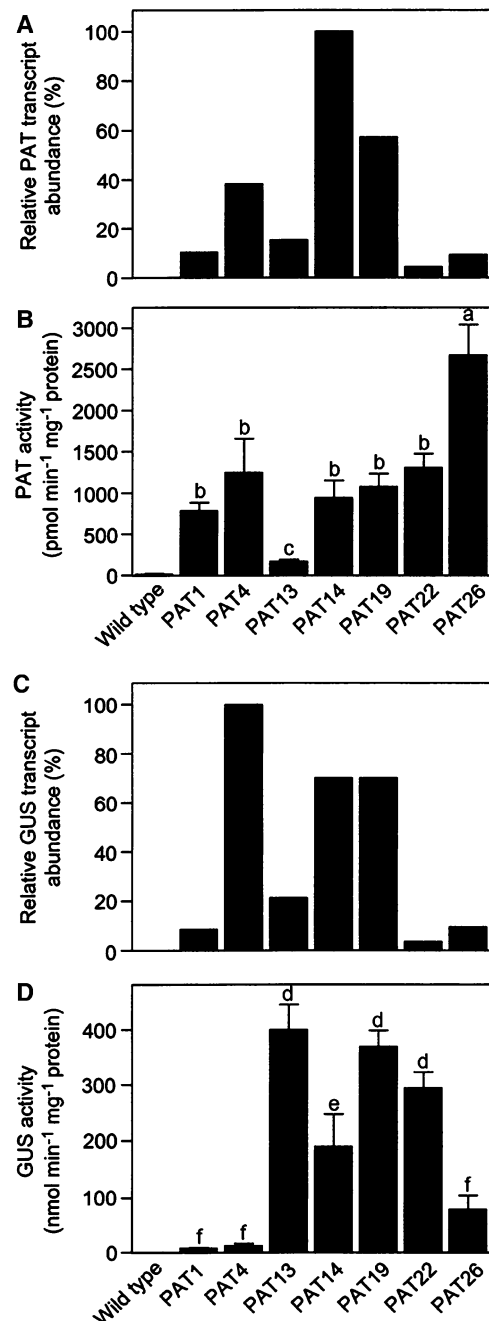 A
Relative PAT transcript
abundance (%)
100
80
60
40
20
0
B
PAT activity
(pmol min-1 mg-1 protein)
3000
2500
2000
1500
1000
500
0
b
b
c
b
b
b
a
Wild type
PAT1
PAT4
PAT13
PAT14
PAT19
PAT22
PAT26
C
Relative GUS transcript
abundance (%)
100
80
60
40
20
0
D
GUS activity
(nmol min-1 mg-1 protein)
400
300
200
100
0
f
f
d
e
d
d
f
Wild type
PAT1
PAT4
PAT13
PAT14
PAT19
PAT22
PAT26